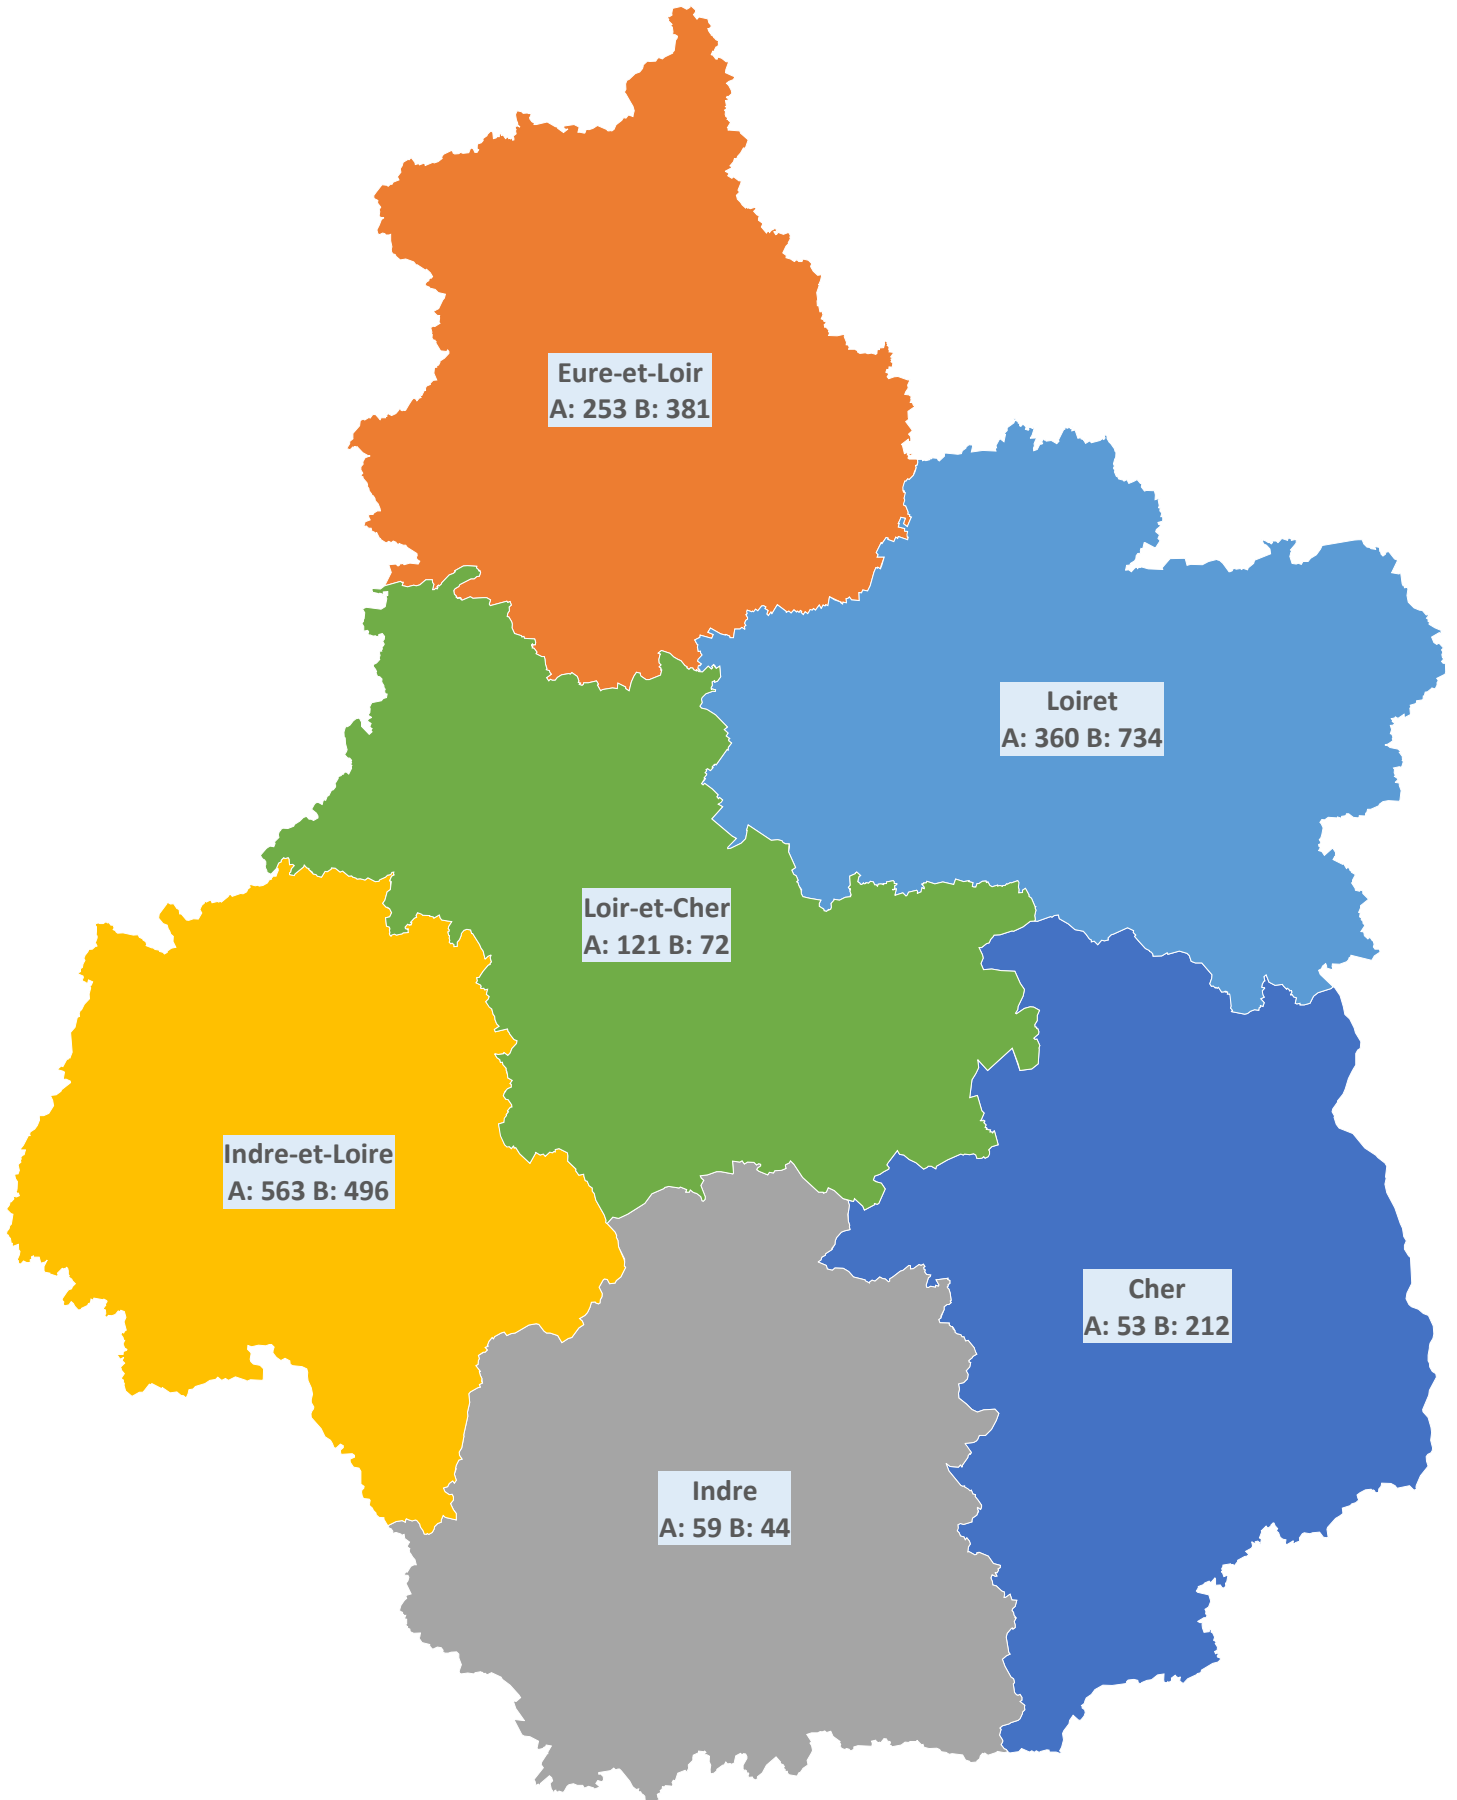 Eure-et-Loir
A: 253 B: 381
Loiret
A: 360 B: 734
Loir-et-Cher
A: 121 B: 72
Indre-et-Loire
A: 563 B: 496
Cher
A: 53 B: 212
Indre
A: 59 B: 44